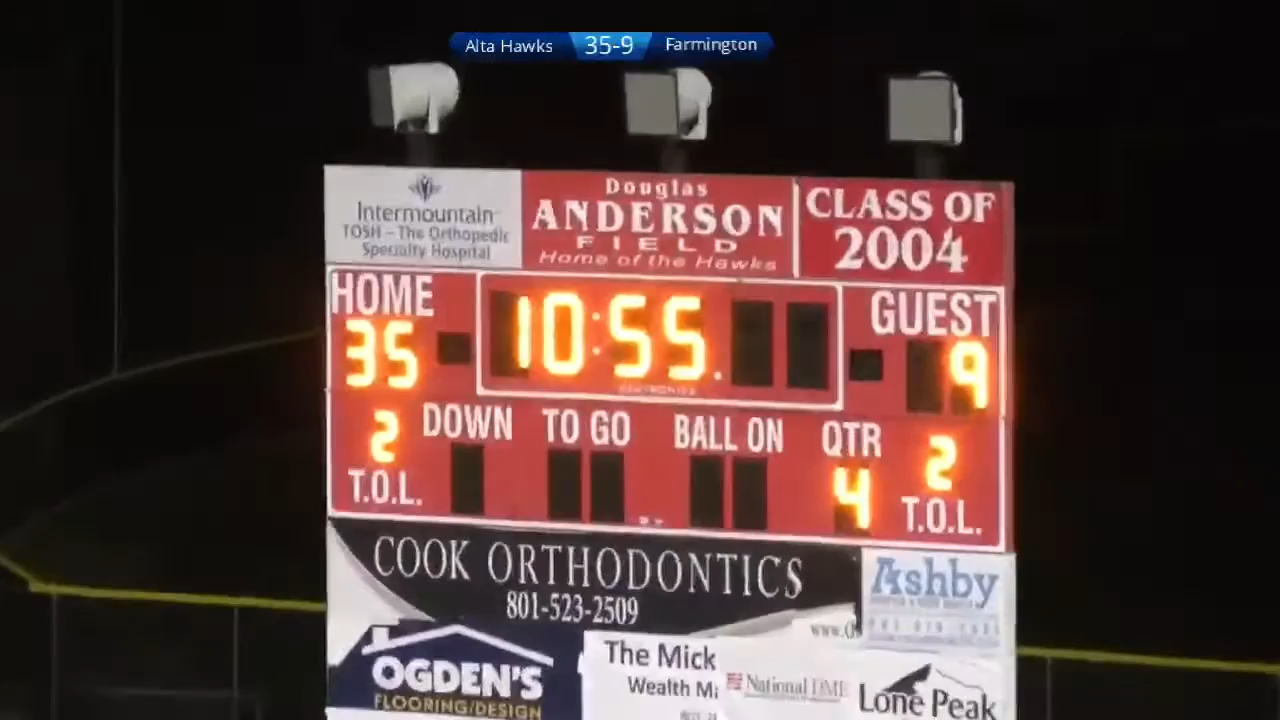 Alta Hawks 35-9 Farmington
Intermountain
TOSH – The Orthopedic
Specialty Hospital
Douglas
ANDERSON
FIELD
Home of the Hawks
CLASS OF
2004
HOME
35
10:55.
GUEST
9
2
T.O.L.
DOWN
TO GO
BALL ON
QTR
4
2
T.O.L.
COOK ORTHODONTICS
801-523-2509
Ashby
OGDEN'S
FLOORING/DESIGN
The Mick
Wealth
National DME
Lone Peak